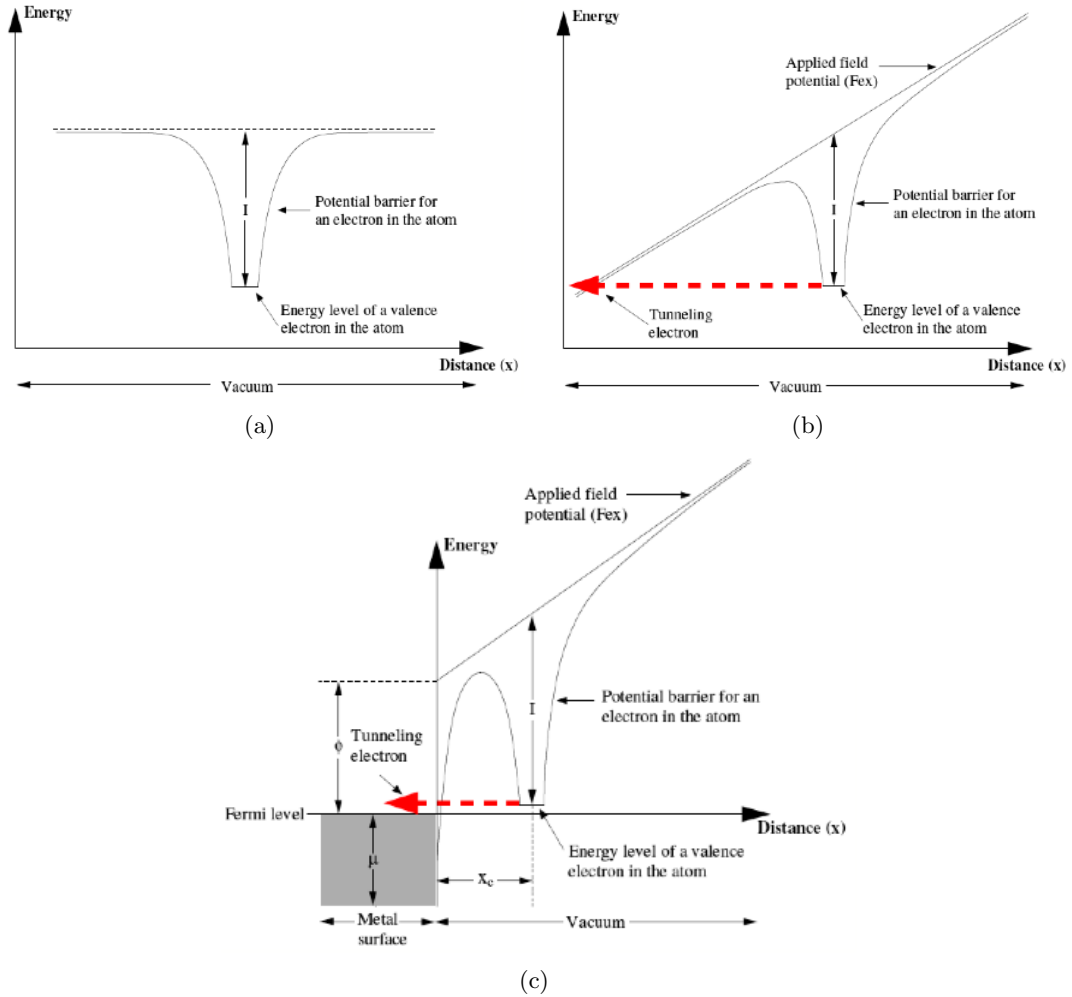 Energy
I
Potential barrier for
an electron in the atom
Energy level of a valence
electron in the atom
Distance (x)
Vacuum
(a)
Energy
Applied field
potential (Fex)
I
Potential barrier for
an electron in the atom
Tunneling
electron
Energy level of a valence
electron in the atom
Distance (x)
Vacuum
(b)
Applied field
potential (Fex)
Energy
I
Potential barrier for an
electron in the atom
ϕ
Tunneling
electron
Fermi level
Distance (x)
μ
Energy level of a valence
electron in the atom
xc
Metal
surface
Vacuum
(c)